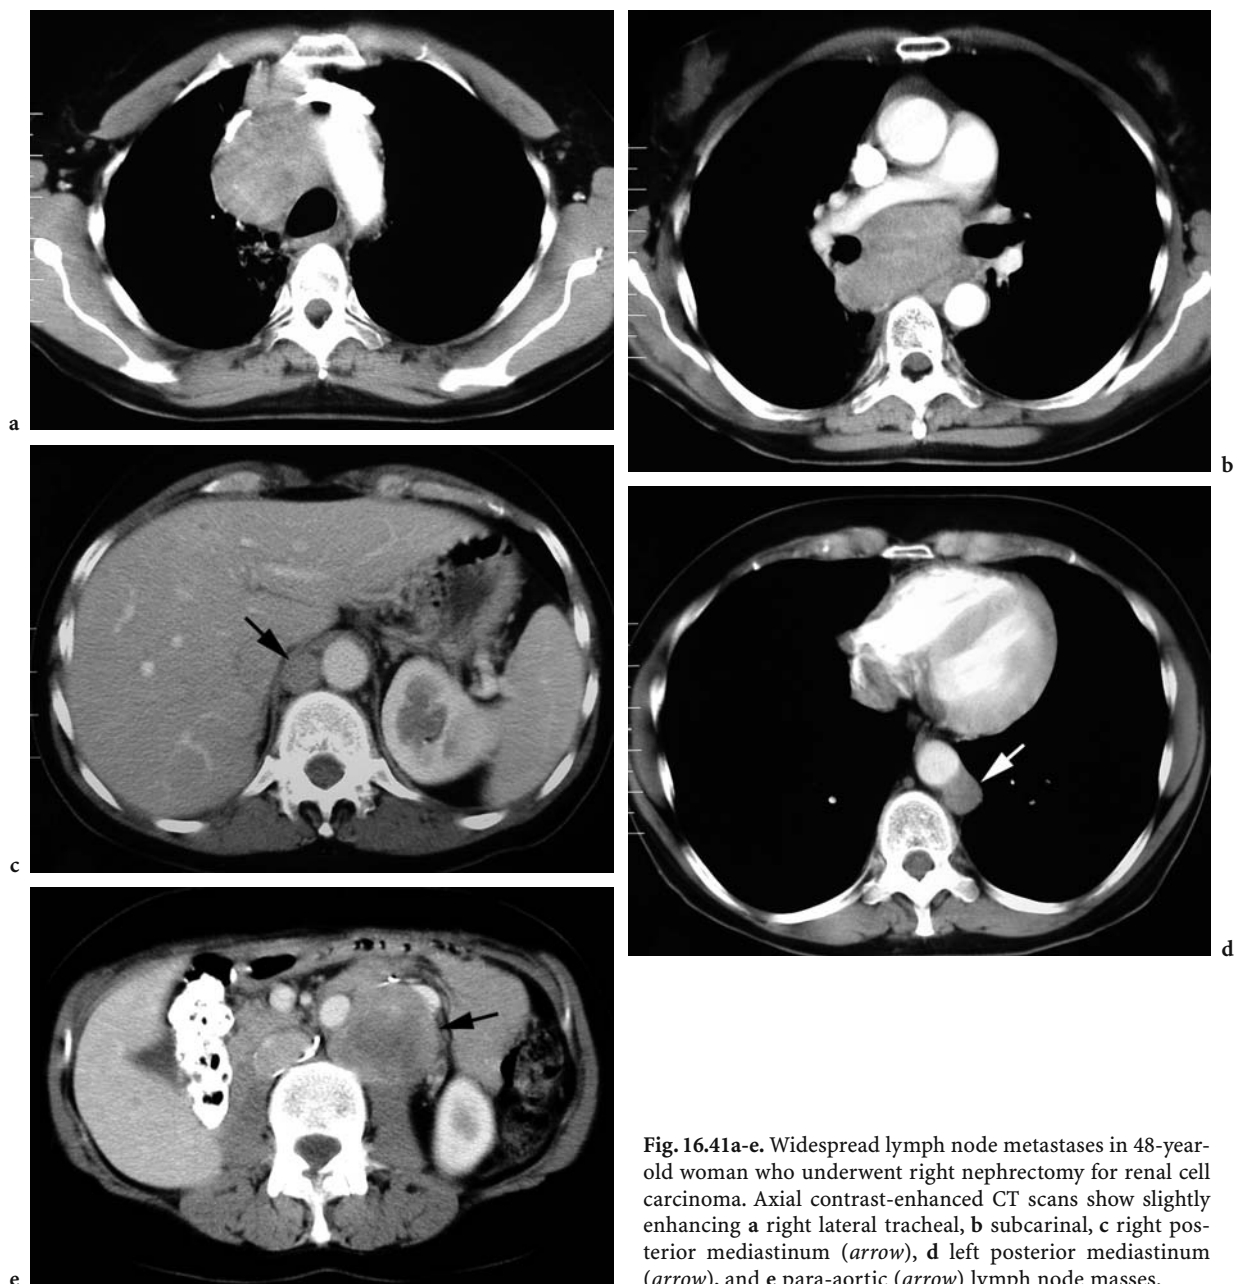 a
b
c
d
e
Fig. 16.41a-e. Widespread lymph node metastases in 48-year-
old woman who underwent right nephrectomy for renal cell
carcinoma. Axial contrast-enhanced CT scans show slightly
enhancing a right lateral tracheal, b subcarinal, c right pos-
terior mediastinum (arrow), d left posterior mediastinum
(arrow), and e para-aortic (arrow) lymph node masses.